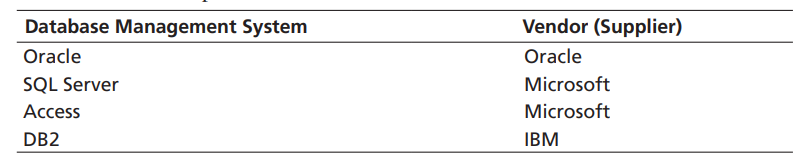 Database Management System Vendor (Supplier)
Oracle Oracle
SQL Server Microsoft
Access Microsoft
DB2 IBM